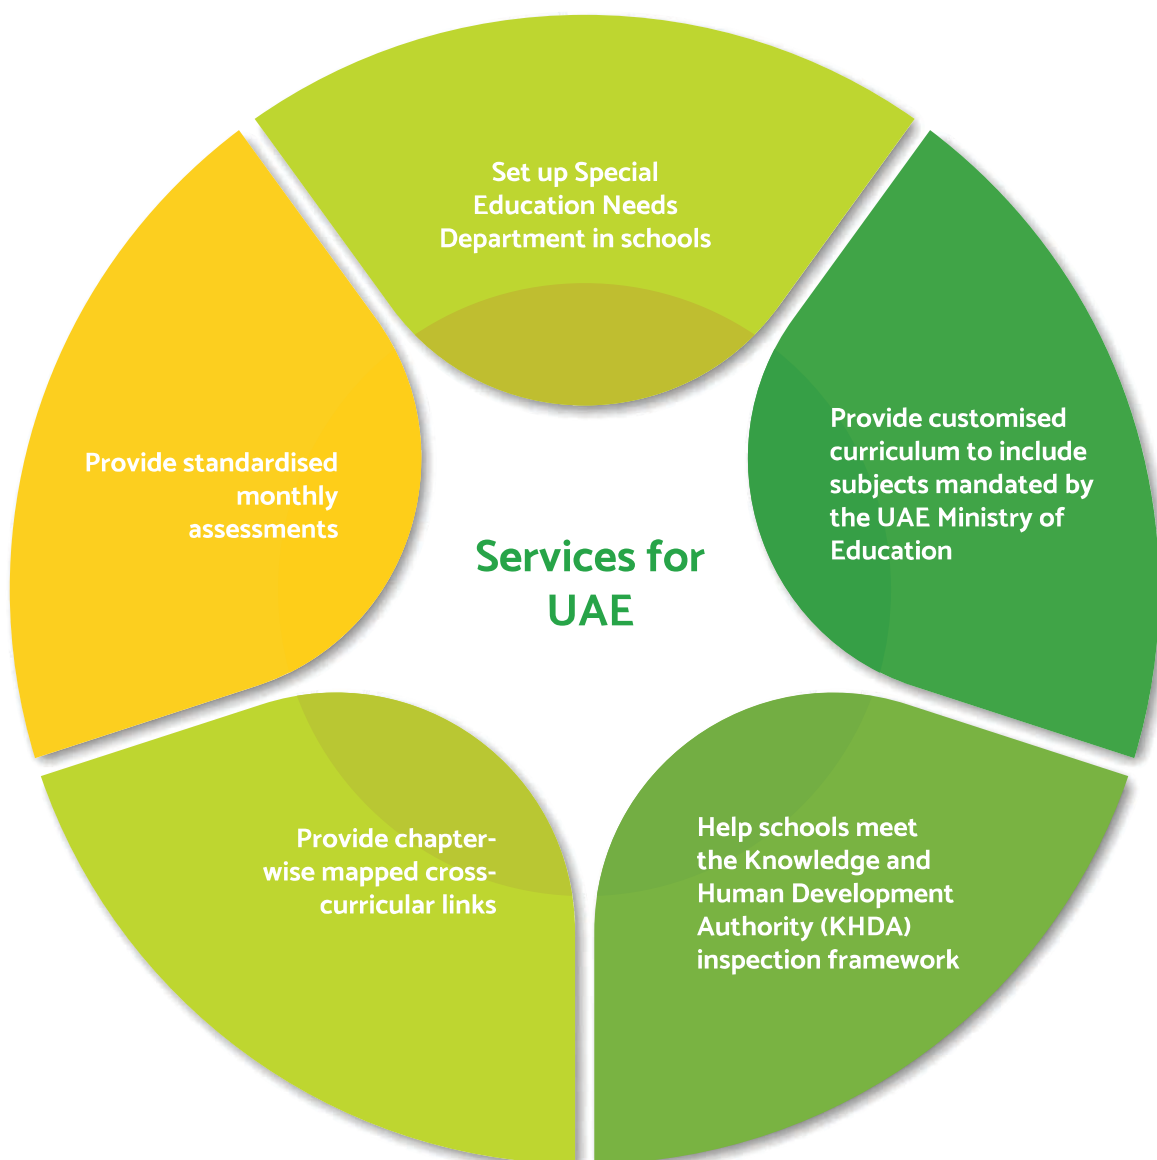 Set up Special
Education Needs
Department in schools
Provide customised
curriculum to include
subjects mandated by
the UAE Ministry of
Education
Help schools meet
the Knowledge and
Human Development
Authority (KHDA)
inspection framework
Provide chapter-
wise mapped cross-
curricular links
Provide standardised
monthly
assessments
Services for
UAE